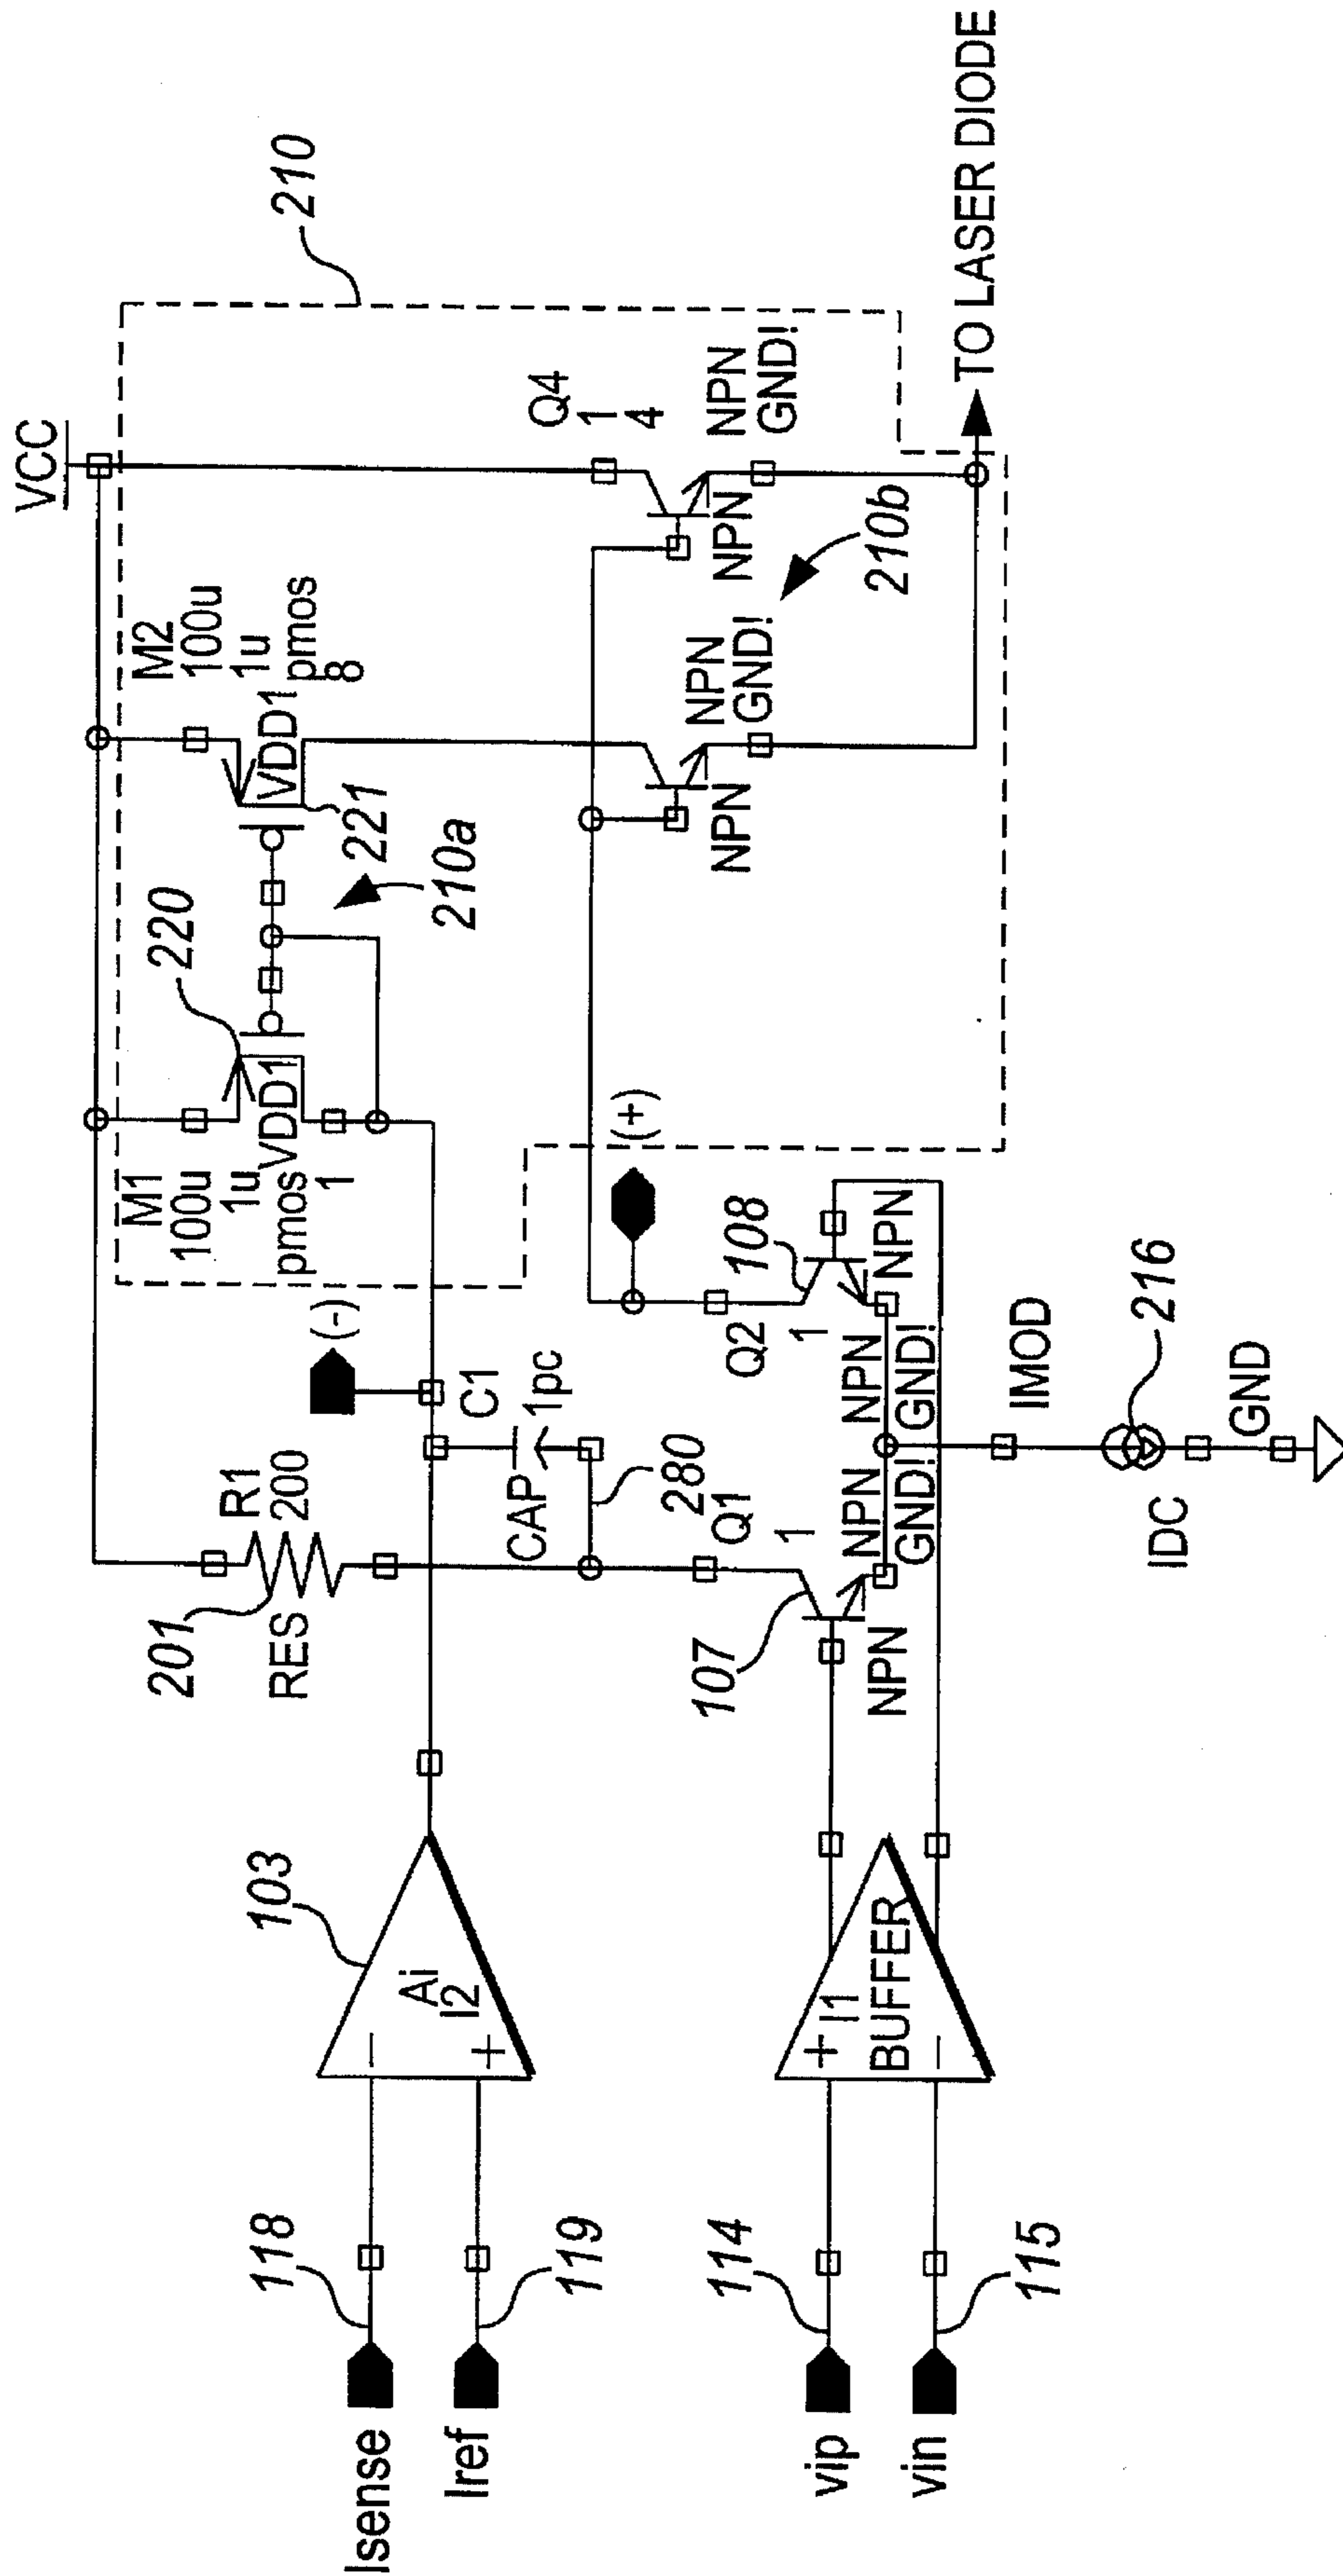 VCC
210
R1
200
201
RES
M1
100u
1u
pmos
1
VDD1
220
M2
100u
1u
pmos
8
VDD1
221
210a
(-)
C1
CAP
1pc
280
(+)
Q4
1
4
NPN
GND!
NPN
NPN
GND!
NPN
210b
TO LASER DIODE
Isense
118
Iref
119
103
Ai
I2
vip
114
vin
115
I1
BUFFER
Q1
1
107
NPN
NPN
GND!
Q2
1
108
NPN
NPN
GND!
IMOD
216
IDC
GND